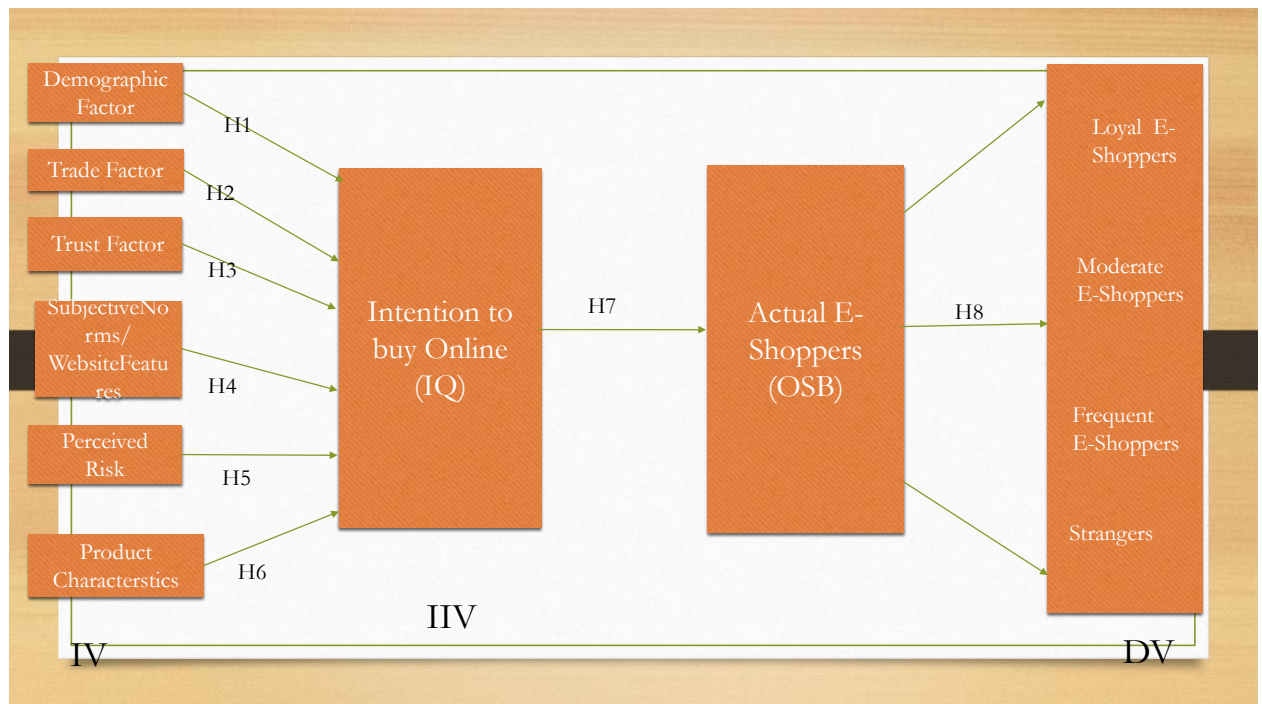 Demographic
Factor
H1
Trade Factor
H2
Trust Factor
H3
SubjectiveNo
rms/
WebsiteFeatu
res
H4
Perceived
Risk
H5
Product
Characterstics
H6
Intention to
buy Online
(IQ)
IIV
H7
Actual E-
Shoppers
(OSB)
H8
Loyal E-
Shoppers
Moderate
E-Shoppers
Frequent
E-Shoppers
Strangers
IV
DV